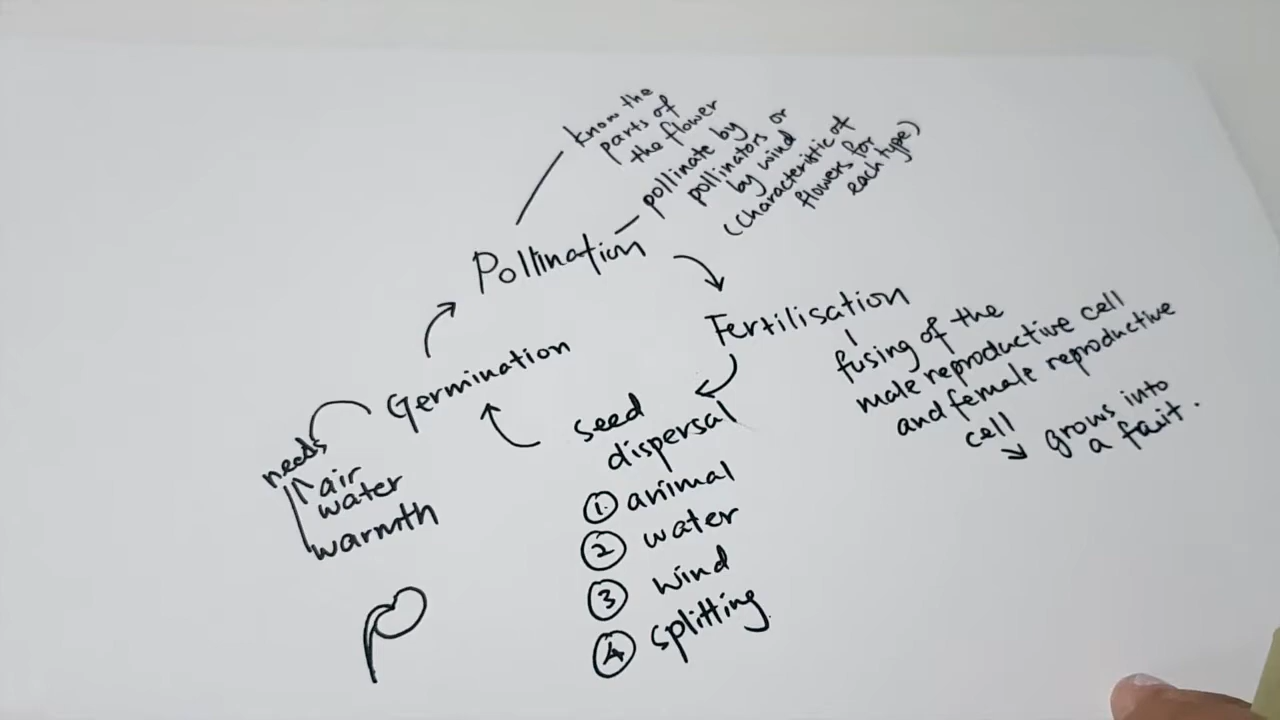 know the
parts of
the flower
pollinate by
pollinators or
by wind
(characteristic of
flowers for
each type)
Pollination
Fertilisation
fusing of the
male reproductive cell
and female reproductive
cell
grows into
a fruit.
seed
dispersal
1. animal
2 water
3 wind
4 splitting
Germination
needs
air
water
warmth